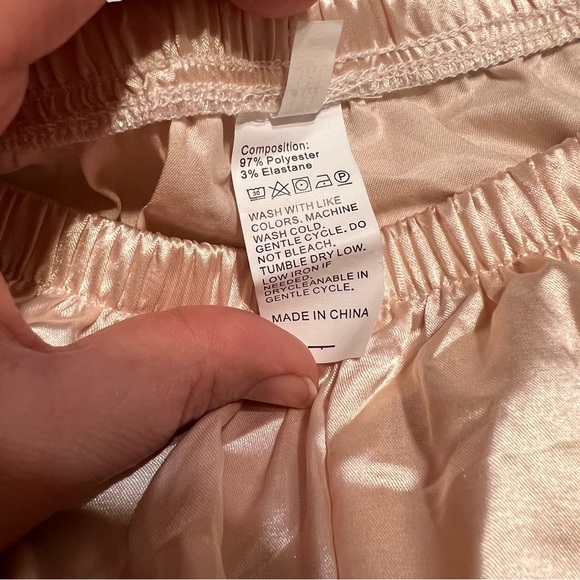 Composition:
97% Polyester
3% Elastane
30 P
WASH WITH LIKE
COLORS. MACHINE
WASH COLD.
GENTLE CYCLE. DO
NOT BLEACH.
TUMBLE DRY LOW.
LOW IRON IF
NEEDED.
DRYCLEANABLE IN
GENTLE CYCLE.
MADE IN CHINA